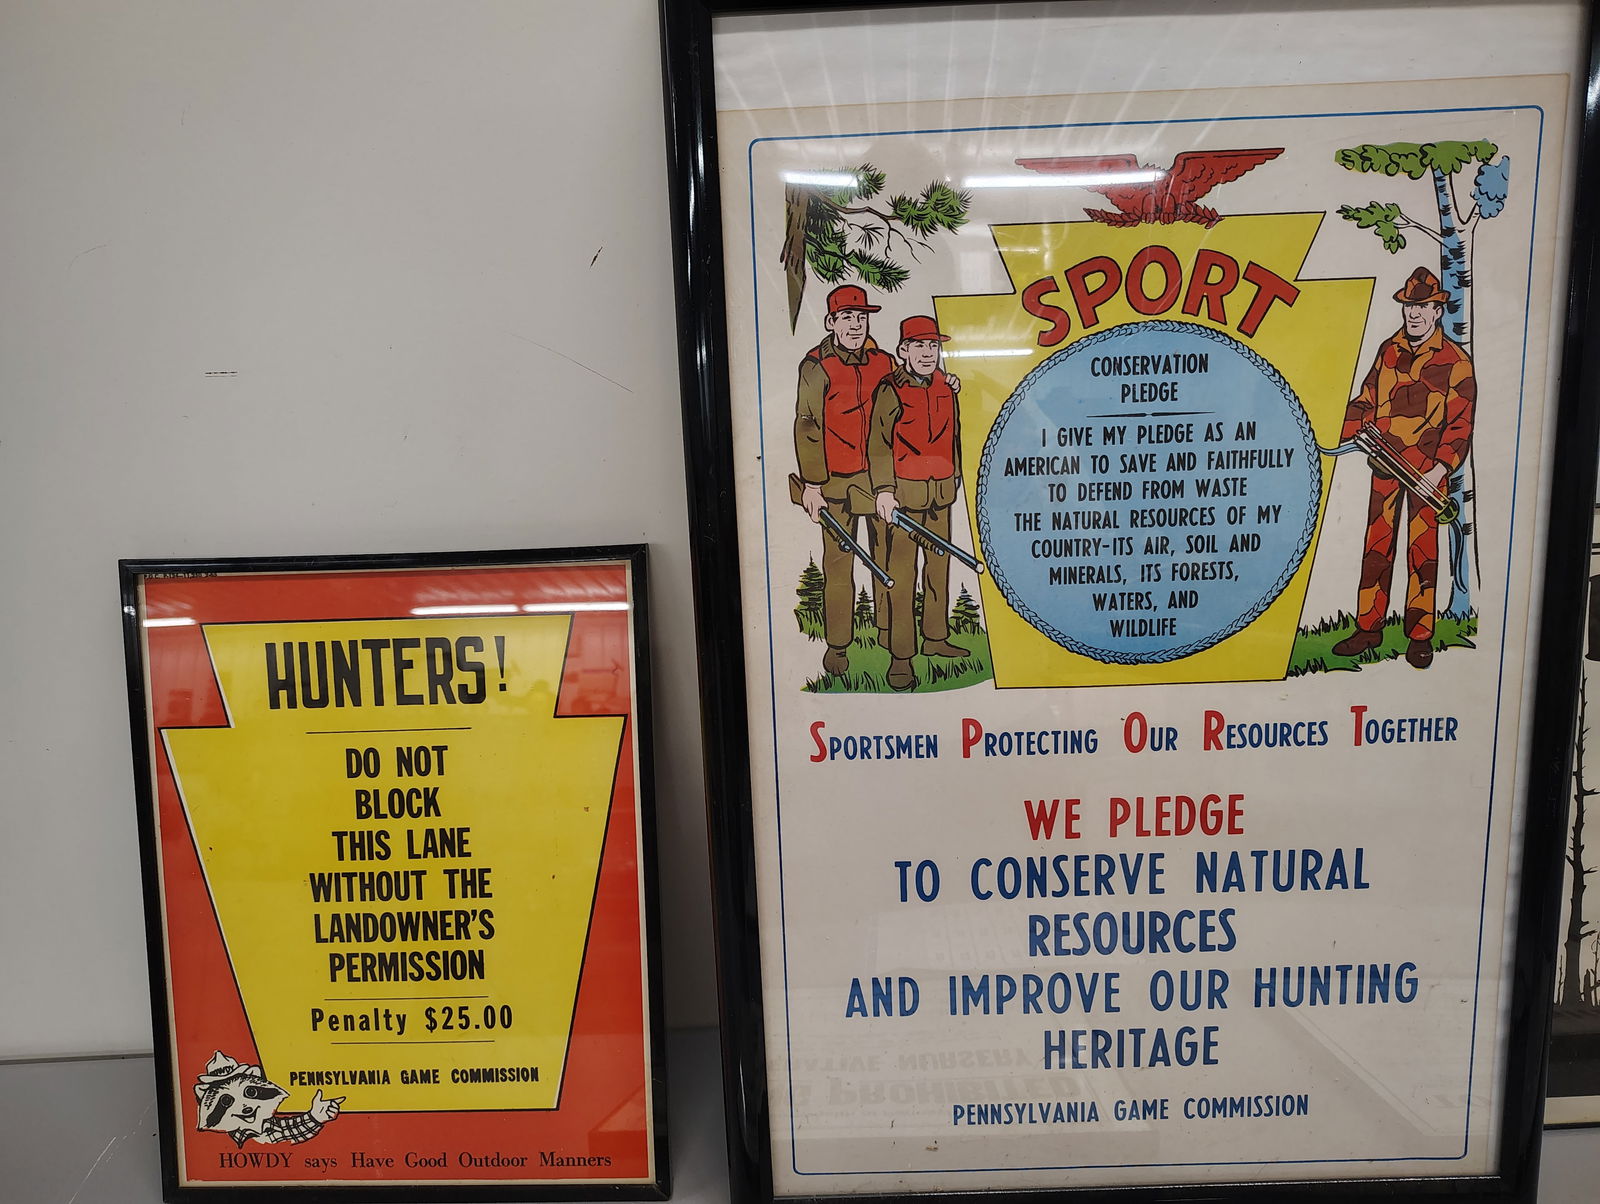 HUNTERS!
DO NOT
BLOCK
THIS LANE
WITHOUT THE
LANDOWNER'S
PERMISSION
Penalty $25.00
PENNSYLVANIA GAME COMMISSION
HOWDY
HOWDY says Have Good Outdoor Manners
SPORT
CONSERVATION
PLEDGE
I GIVE MY PLEDGE AS AN
AMERICAN TO SAVE AND FAITHFULLY
TO DEFEND FROM WASTE
THE NATURAL RESOURCES OF MY
COUNTRY-ITS AIR, SOIL AND
MINERALS, ITS FORESTS,
WATERS, AND
WILDLIFE
SPORTSMEN PROTECTING OUR RESOURCES TOGETHER
WE PLEDGE
TO CONSERVE NATURAL
RESOURCES
AND IMPROVE OUR HUNTING
HERITAGE
PENNSYLVANIA GAME COMMISSION